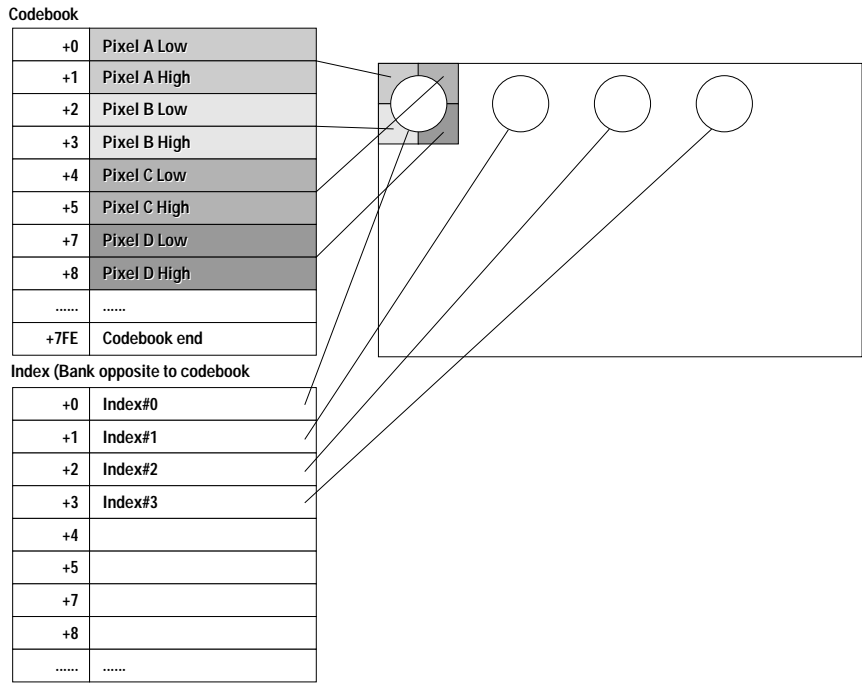 Codebook
+0 Pixel A Low
+1 Pixel A High
+2 Pixel B Low
+3 Pixel B High
+4 Pixel C Low
+5 Pixel C High
+7 Pixel D Low
+8 Pixel D High
...... ......
+7FE Codebook end
Index (Bank opposite to codebook
+0 Index#0
+1 Index#1
+2 Index#2
+3 Index#3
+4
+5
+7
+8
...... ......